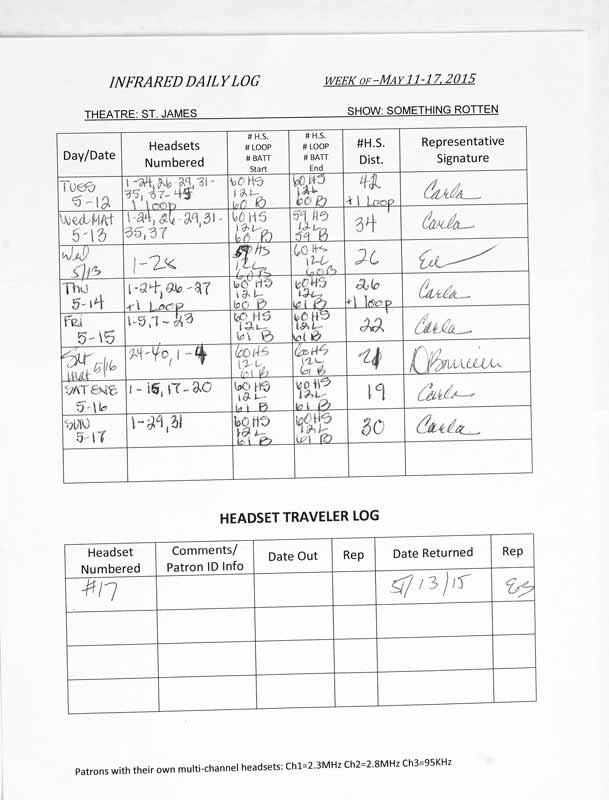 INFRARED DAILY LOG WEEK OF –MAY 11-17, 2015
THEATRE: ST. JAMES SHOW: SOMETHING ROTTEN
Day/Date Headsets Numbered # H.S. # LOOP # BATT Start # H.S. # LOOP # BATT End #H.S. Dist. Representative Signature
TUES 5-12 1-24, 26-29, 31-35, 37-45 1 loop 60 HS 12 L 60 B 60 HS 12L 60 B 42 +1 loop Carla
Wed MAT 5-13 1-24, 26-29, 31-35, 37 60 HS 12 L 60 B 59 HS 12 L 59 B 34 Carla
Wed 5/13 1-28 59 HS 12L 60 B 60 HS 12L 60 B 26
Thu 5-14 1-24, 26-27 +1 Loop 60 HS 12L 60 B 60 HS 12L 61 B 26 +1 loop Carla
Fri 5-15 1-5, 7-23 60 HS 12L 61 B 60 HS 12L 61 B 22 Carla
Sat Mat 5/16 24-40, 1-4 60 HS 12L 61 B 60 HS 12L 61 B 21
SAT EVE 5-16 1-15, 17-20 60 HS 12L 61 B 60 HS 12L 61 B 19 Carla
SUN 5-17 1-29, 31 60 HS 12L 61 B 60 HS 12L 61 B 30 Carla
HEADSET TRAVELER LOG
Headset Numbered Comments/ Patron ID Info Date Out Rep Date Returned Rep
#17 5/13/15
Patrons with their own multi-channel headsets: Ch1=2.3MHz Ch2=2.8MHz Ch3=95KHz